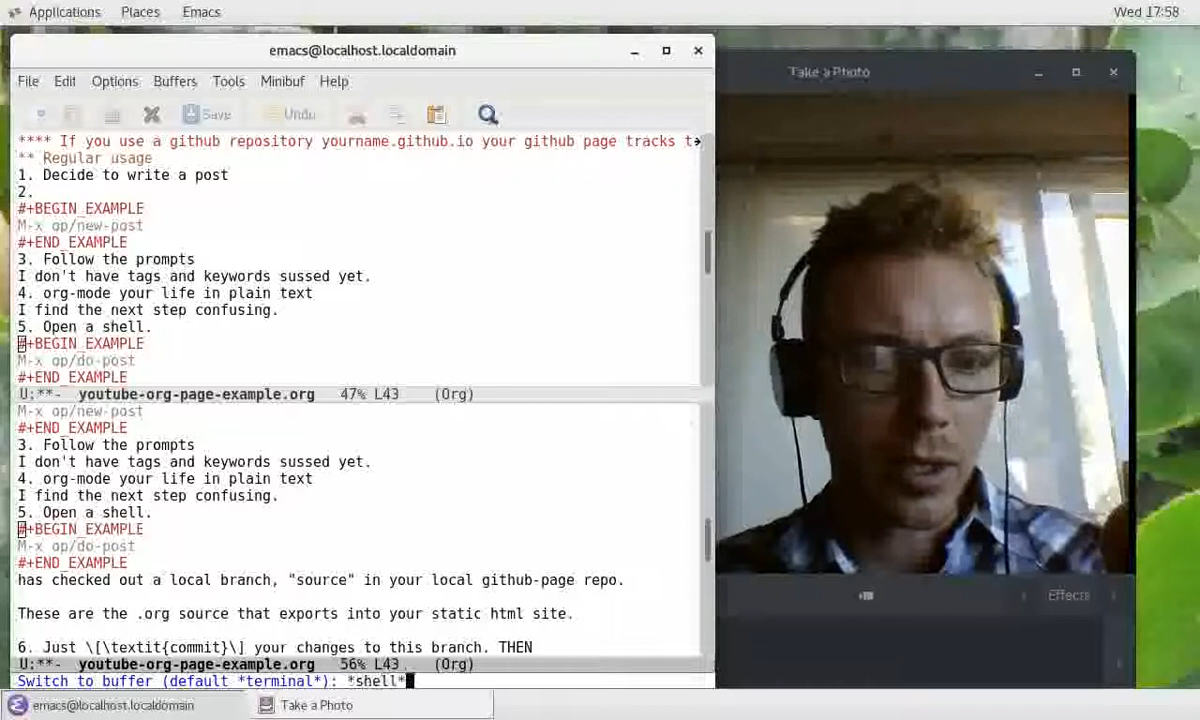 Applications Places Emacs Wed 17:58
emacs@localhost.localdomain
Take a Photo
File Edit Options Buffers Tools Minibuf Help
Save Undo
**** If you use a github repository yourname.github.io your github page tracks t
** Regular usage
1. Decide to write a post
2.
#+BEGIN_EXAMPLE
M-x op/new-post
#+END_EXAMPLE
3. Follow the prompts
I don't have tags and keywords sussed yet.
4. org-mode your life in plain text
I find the next step confusing.
5. Open a shell.
#+BEGIN_EXAMPLE
M-x op/do-post
#+END_EXAMPLE
U:**- youtube-org-page-example.org 47% L43 (Org)
M-x op/new-post
#+END_EXAMPLE
3. Follow the prompts
I don't have tags and keywords sussed yet.
4. org-mode your life in plain text
I find the next step confusing.
5. Open a shell.
#+BEGIN_EXAMPLE
M-x op/do-post
#+END_EXAMPLE
has checked out a local branch, "source" in your local github-page repo.
These are the .org source that exports into your static html site.
6. Just \[\textit{commit}\] your changes to this branch. THEN
U:**- youtube-org-page-example.org 56% L43 (Org)
Switch to buffer (default *terminal*): *shell*
Effects
emacs@localhost.localdomain
Take a Photo